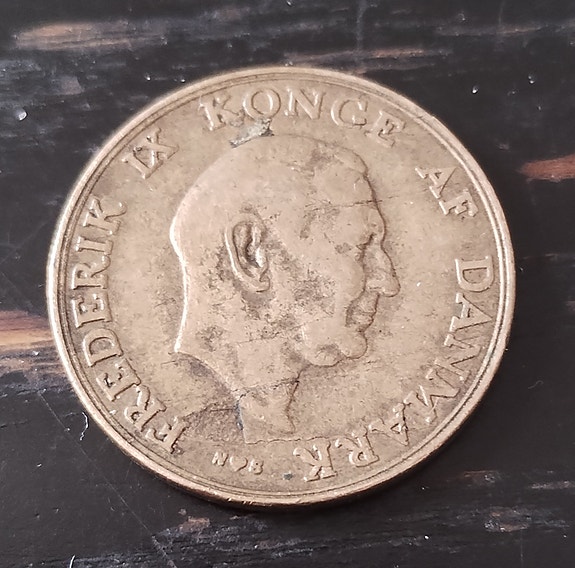 FREDERIK IX KONGE AF DANMARK
N♥B